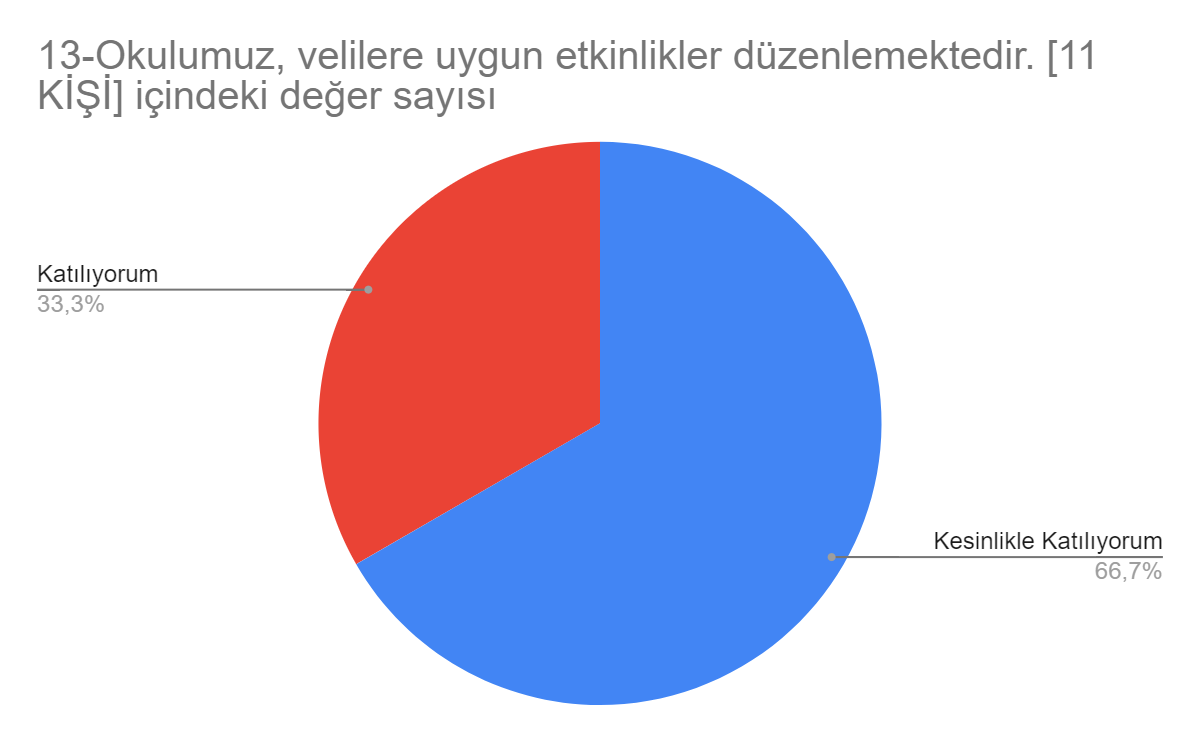 13-Okulumuz, velilere uygun etkinlikler düzenlemektedir. [11
KİŞİ] içindeki değer sayısı
Katılıyorum
33,3%
Kesinlikle Katılıyorum
66,7%